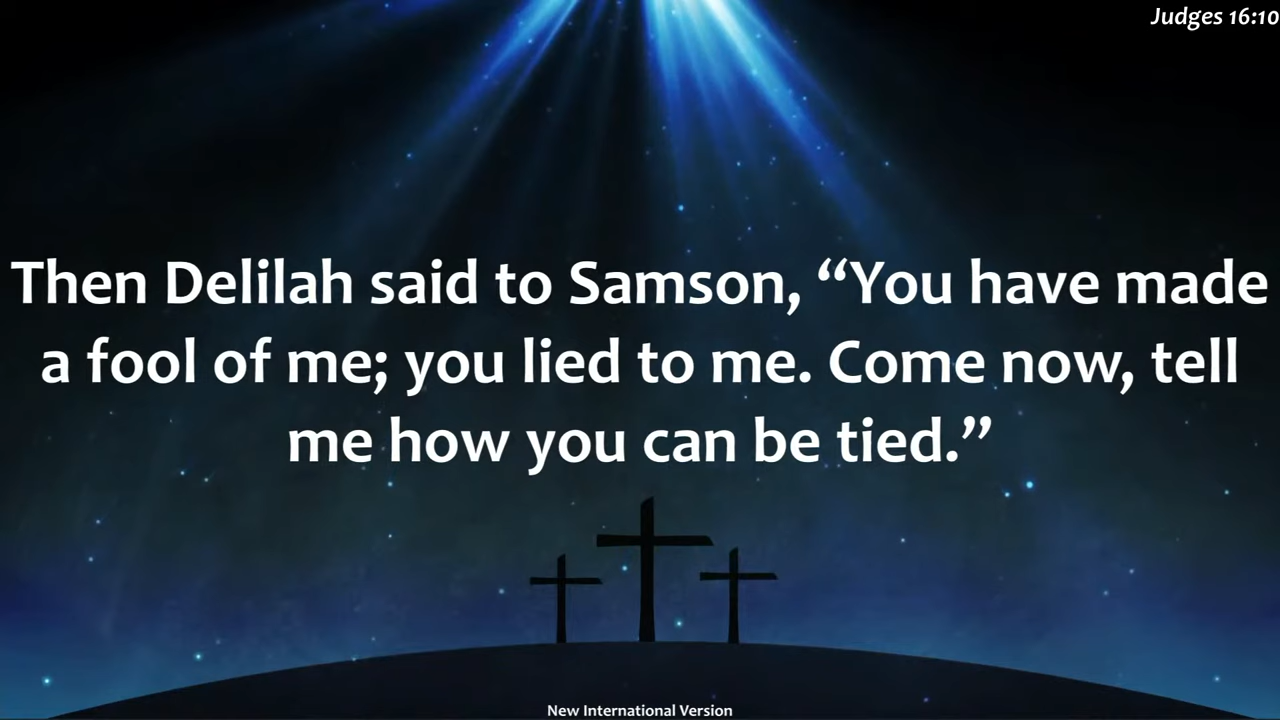 Judges 16:10
Then Delilah said to Samson, “You have made
a fool of me; you lied to me. Come now, tell
me how you can be tied.”
New International Version